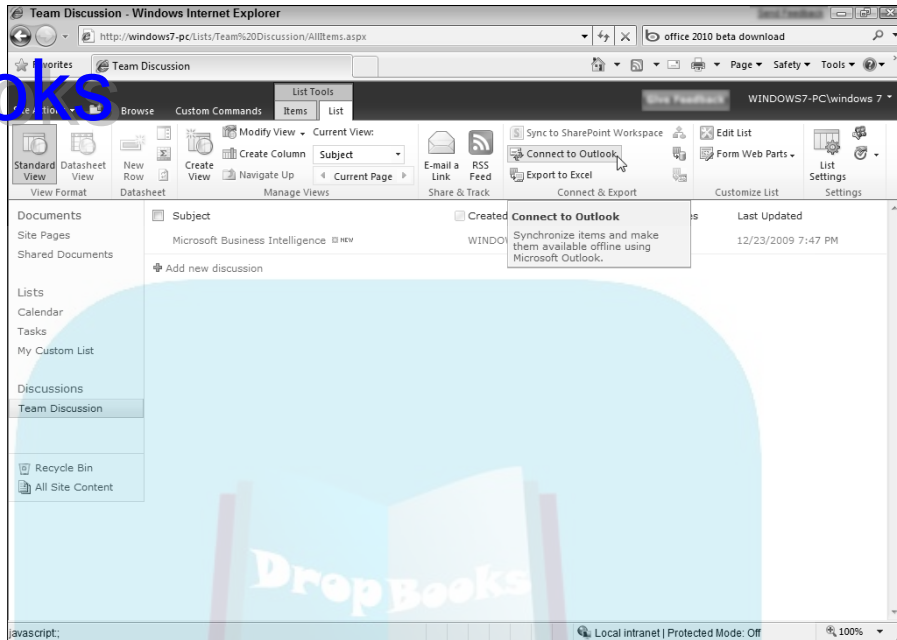 Team Discussion - Windows Internet Explorer
http://windows7-pc/Lists/Team%20Discussion/AllItems.aspx
office 2010 beta download
Favorites
Team Discussion
Page
Safety
Tools
oks
Browse
Custom Commands
List Tools
Items
List
WINDOWS7-PC\windows 7
Standard View
Datasheet View
New Row
Create View
Modify View
Create Column
Navigate Up
Current View:
Subject
Current Page
E-mail a Link
RSS Feed
Sync to SharePoint Workspace
Connect to Outlook
Export to Excel
Edit List
Form Web Parts
List Settings
View Format
Datasheet
Manage Views
Share & Track
Connect & Export
Customize List
Settings
Documents
Site Pages
Shared Documents
Lists
Calendar
Tasks
My Custom List
Discussions
Team Discussion
Recycle Bin
All Site Content
Subject
Created
Last Updated
Microsoft Business Intelligence
NEW
WINDO
12/23/2009 7:47 PM
Add new discussion
Connect to Outlook
Synchronize items and make
them available offline using
Microsoft Outlook.
DropBooks
javascript:;
Local intranet | Protected Mode: Off
100%